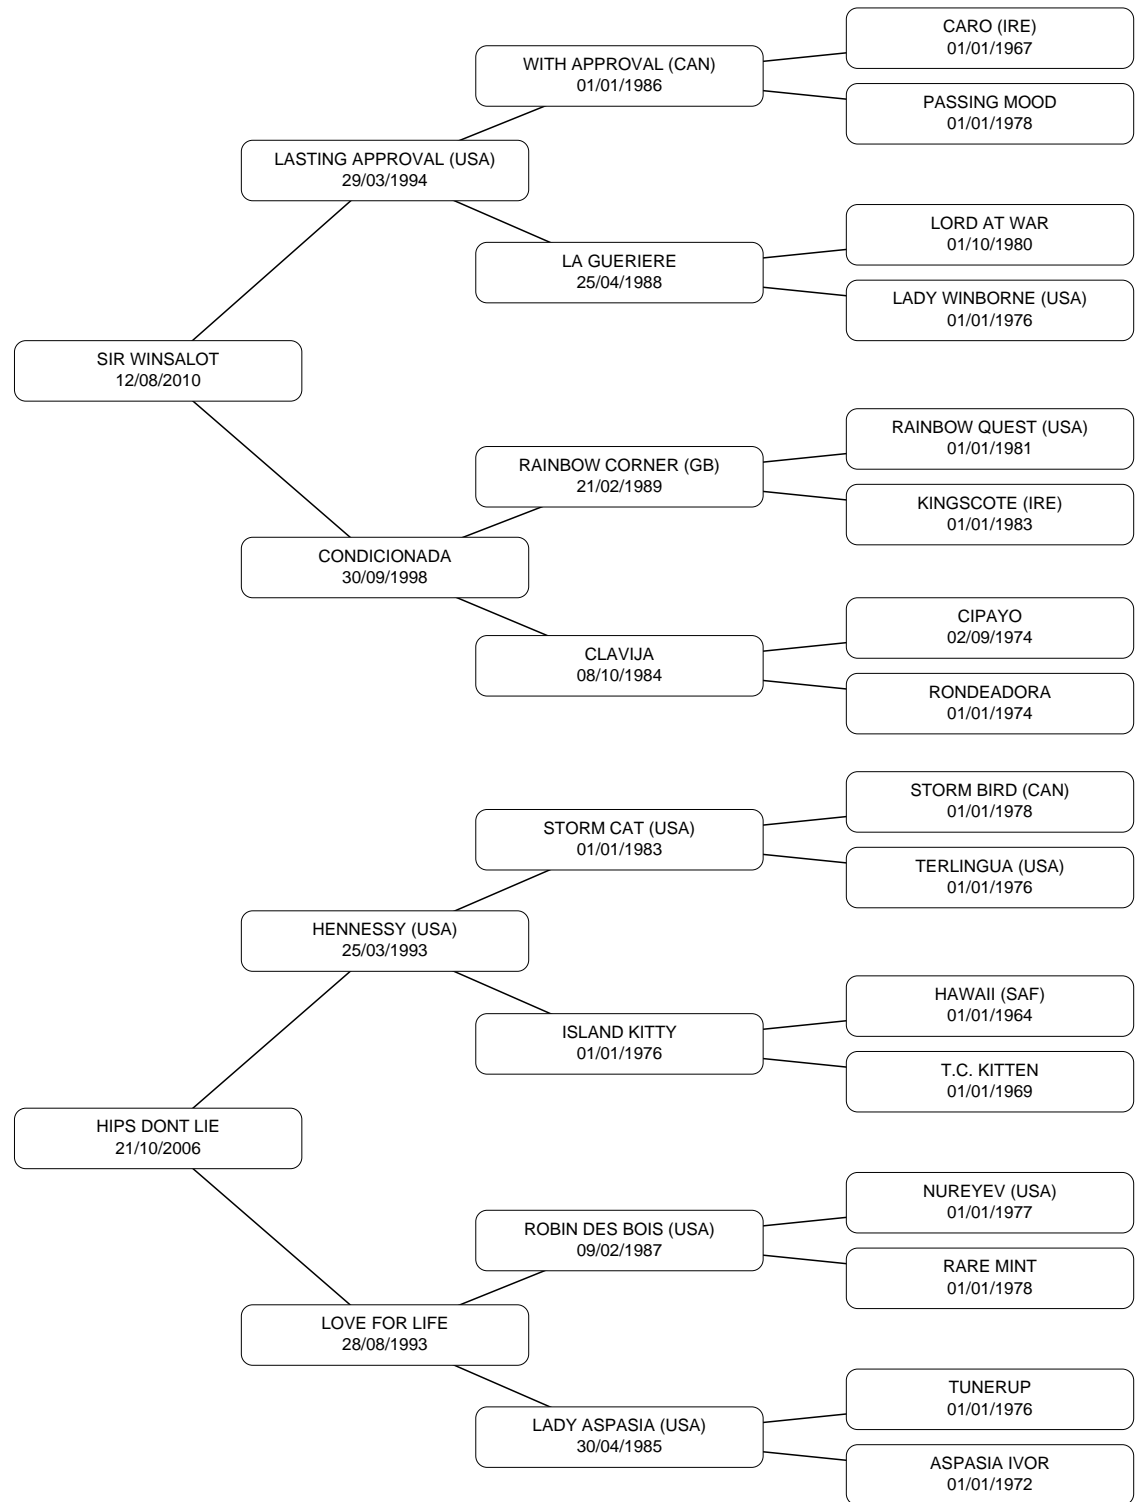 CARO (IRE)
01/01/1967
WITH APPROVAL (CAN)
01/01/1986
PASSING MOOD
01/01/1978
LASTING APPROVAL (USA)
29/03/1994
LORD AT WAR
01/10/1980
LA GUERIERE
25/04/1988
LADY WINBORNE (USA)
01/01/1976
SIR WINSALOT
12/08/2010
RAINBOW QUEST (USA)
01/01/1981
RAINBOW CORNER (GB)
21/02/1989
KINGSCOTE (IRE)
01/01/1983
CONDICIONADA
30/09/1998
CIPAYO
02/09/1974
CLAVIJA
08/10/1984
RONDEADORA
01/01/1974
STORM BIRD (CAN)
01/01/1978
STORM CAT (USA)
01/01/1983
TERLINGUA (USA)
01/01/1976
HENNESSY (USA)
25/03/1993
HAWAII (SAF)
01/01/1964
ISLAND KITTY
01/01/1976
T.C. KITTEN
01/01/1969
HIPS DONT LIE
21/10/2006
NUREYEV (USA)
01/01/1977
ROBIN DES BOIS (USA)
09/02/1987
RARE MINT
01/01/1978
LOVE FOR LIFE
28/08/1993
TUNERUP
01/01/1976
LADY ASPASIA (USA)
30/04/1985
ASPASIA IVOR
01/01/1972